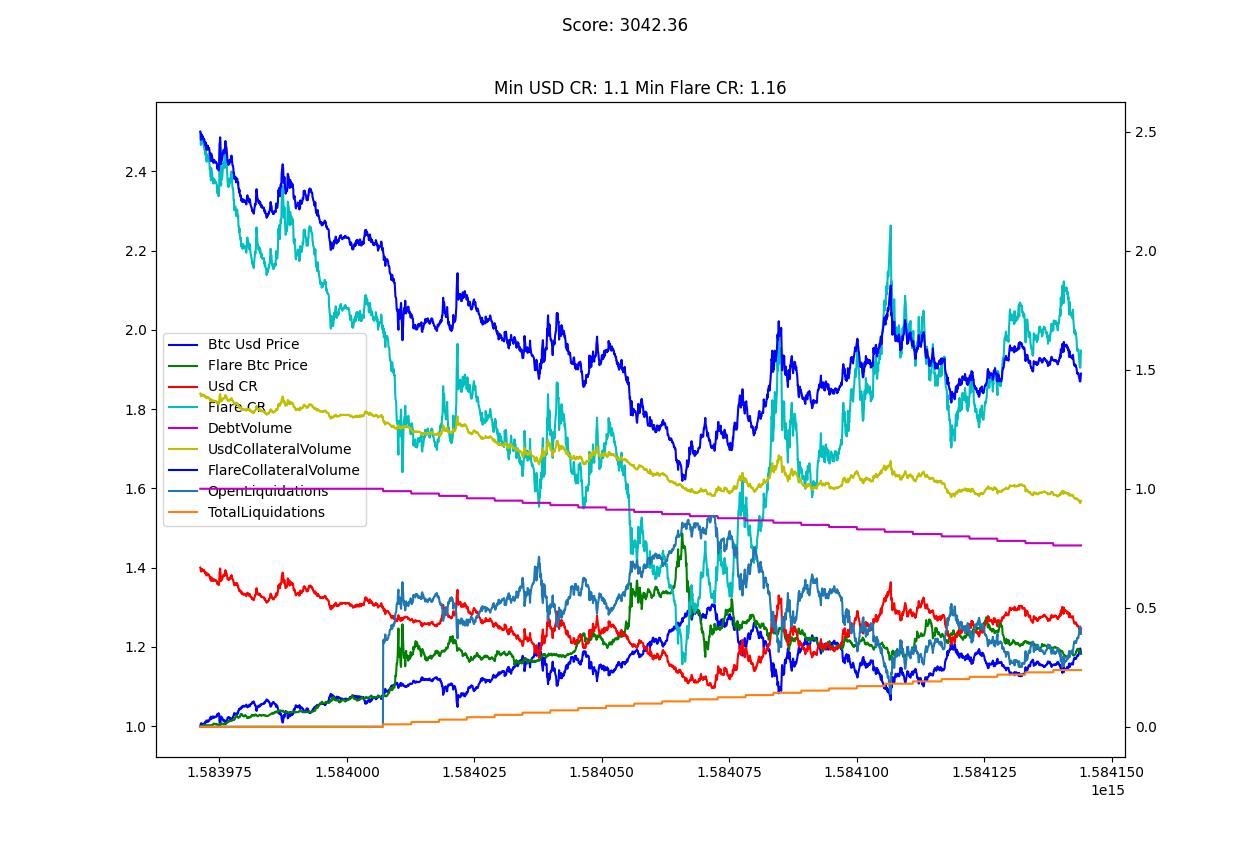 Score: 3042.36
Min USD CR: 1.1 Min Flare CR: 1.16
2.4
2.2
2.0
1.8
1.6
1.4
1.2
1.0
2.5
2.0
1.5
1.0
0.5
0.0
Btc Usd Price
Flare Btc Price
Usd CR
Flare CR
DebtVolume
UsdCollateralVolume
FlareCollateralVolume
OpenLiquidations
TotalLiquidations
1.583975 1.584000 1.584025 1.584050 1.584075 1.584100 1.584125 1.584150
1e15